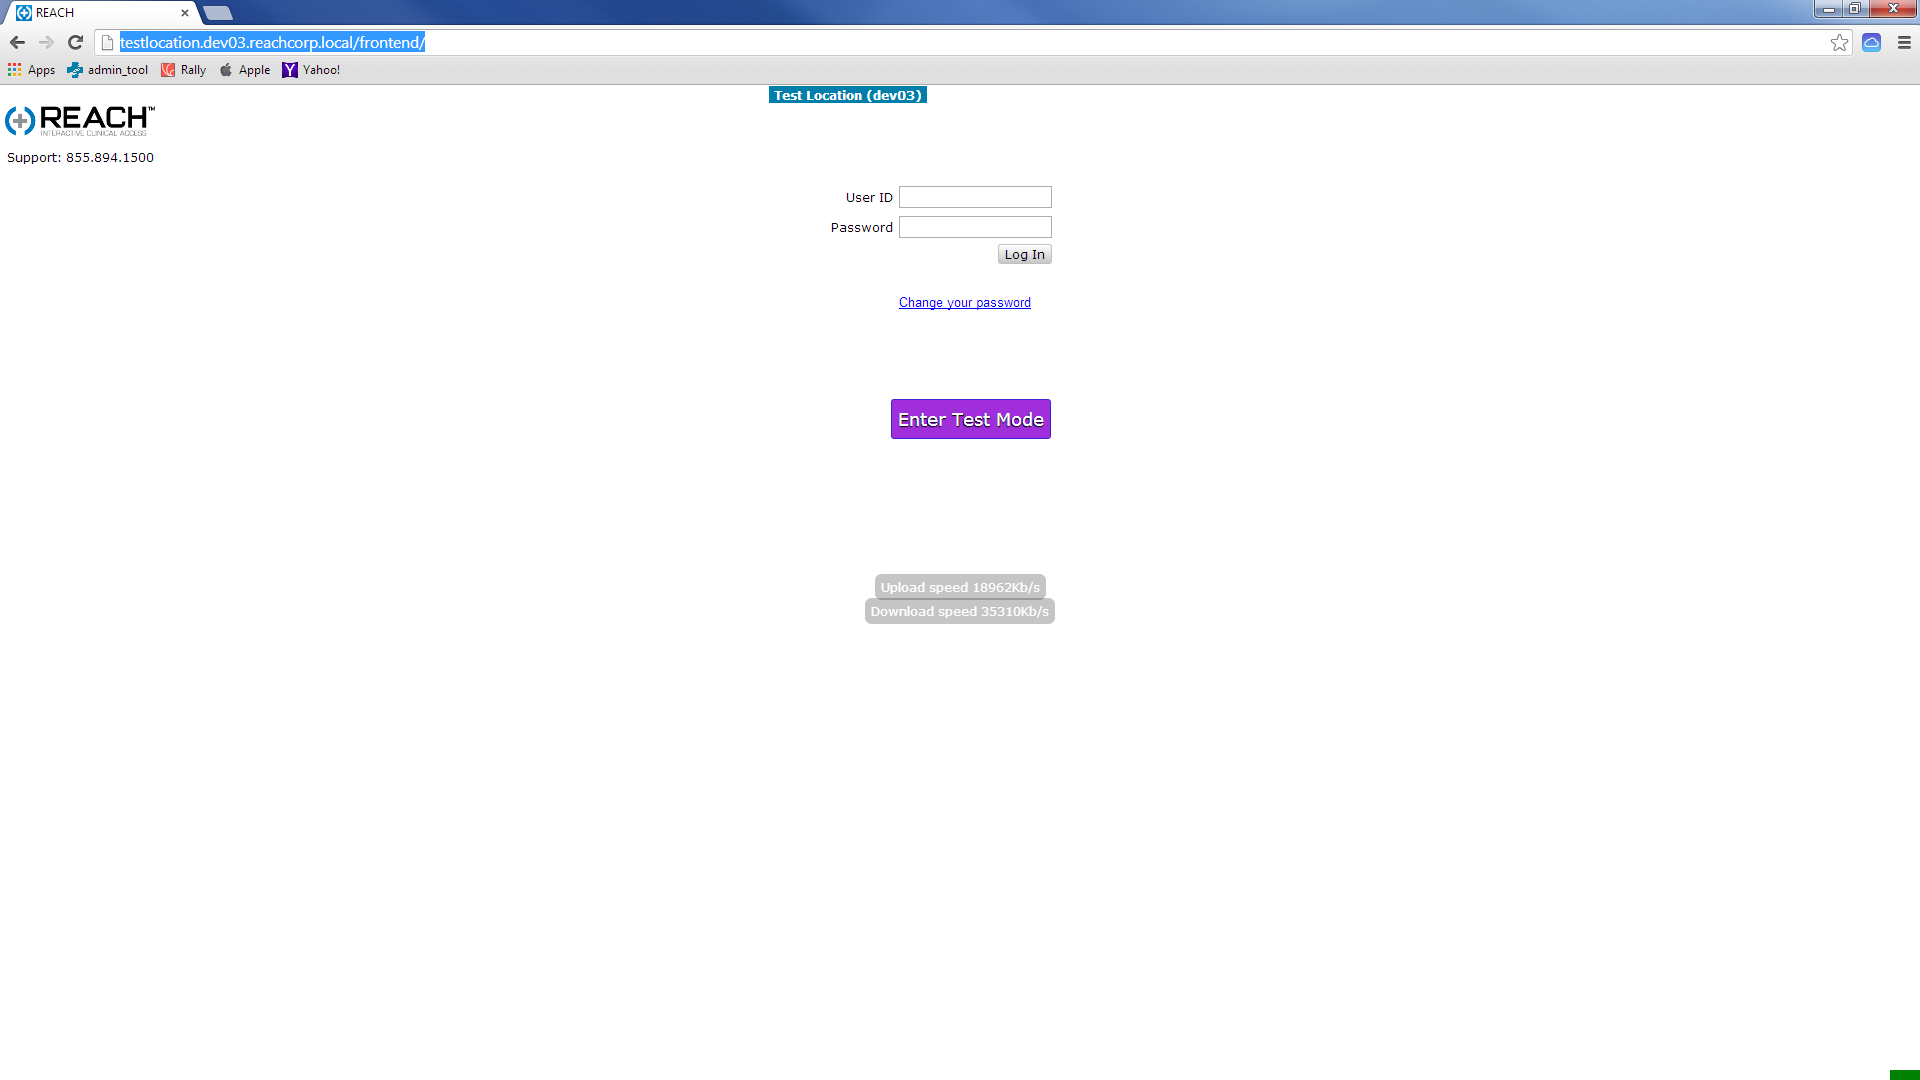 REACH
testlocation.dev03.reachcorp.local/frontend/
Apps admin_tool Rally Apple Yahoo!
Test Location (dev03)
REACH™
INTERACTIVE CLINICAL ACCESS
Support: 855.894.1500
User ID
Password
Log In
Change your password
Enter Test Mode
Upload speed 18962Kb/s
Download speed 35310Kb/s